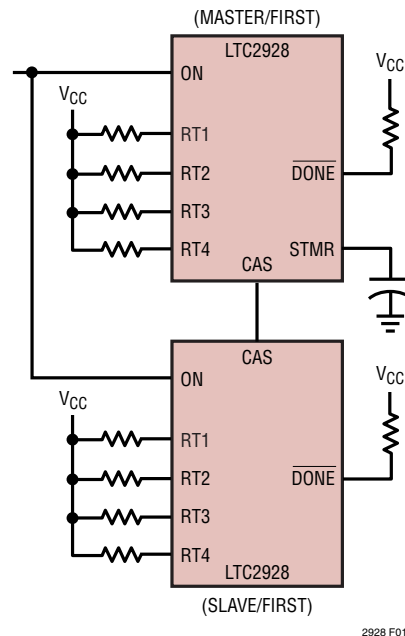 (MASTER/FIRST)
LTC2928
ON
VCC
VCC
RT1
RT2
DONE
RT3
RT4
STMR
CAS
CAS
ON
VCC
VCC
RT1
RT2
DONE
RT3
RT4
LTC2928
(SLAVE/FIRST)
2928 F01